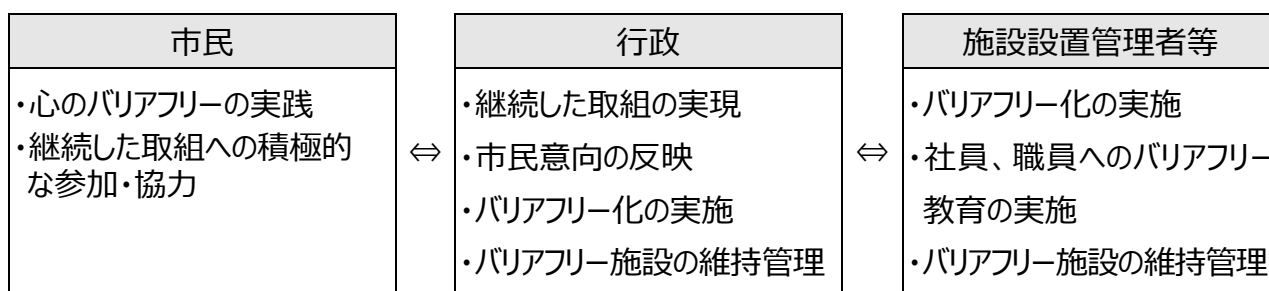 市民
・心のバリアフリーの実践
・継続した取組への積極的
な参加・協力
⇔
行政
・継続した取組の実現
・市民意向の反映
・バリアフリー化の実施
・バリアフリー施設の維持管理
⇔
施設設置管理者等
・バリアフリー化の実施
・社員、職員へのバリアフリー
教育の実施
・バリアフリー施設の維持管理